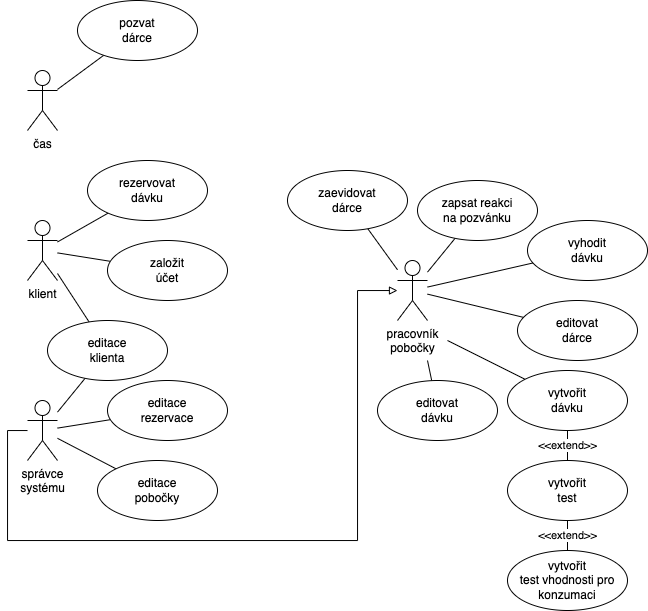 pozvat
dárce
čas
rezervovat
dávku
klient
založit
účet
editace
klienta
správce
systému
editace
rezervace
editace
pobočky
zaevidovat
dárce
zapsat reakci
na pozvánku
vyhodit
dávku
pracovník
pobočky
editovat
dárce
editovat
dávku
vytvořit
dávku
<<extend>>
vytvořit
test
<<extend>>
vytvořit
test vhodnosti pro
konzumaci